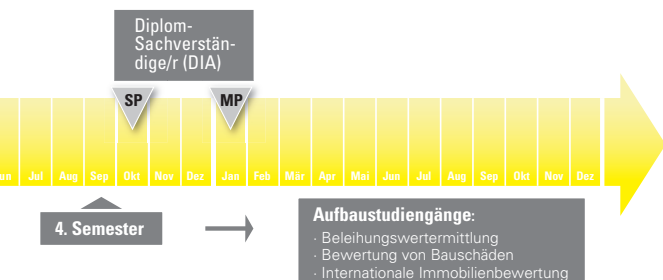 Diplom-
Sachverstän-
dige/r (DIA)
SP MP
Jul Aug Sep Okt Nov Dez Jan Feb Mär Apr Mai Jun Jul Aug Sep Okt Nov Dez
4. Semester
Aufbaustudiengänge:
· Beleihungswertermittlung
· Bewertung von Bauschäden
· Internationale Immobilienbewertung